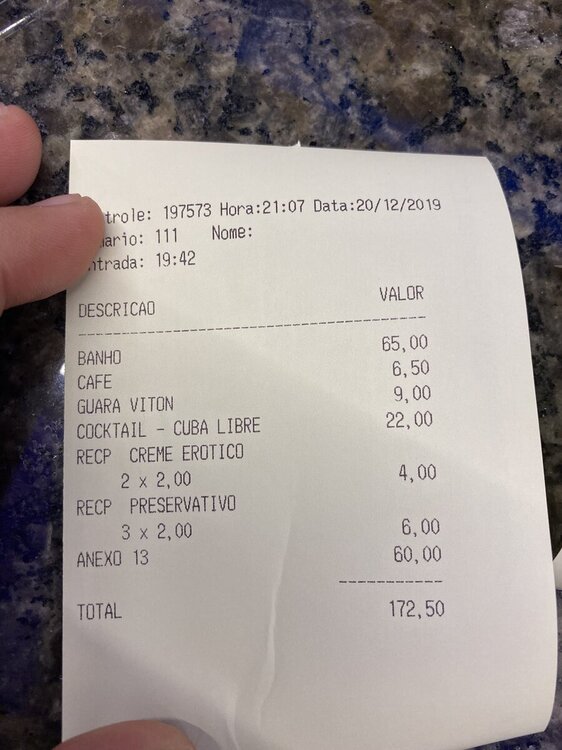 trole: 197573 Hora:21:07 Data:20/12/2019
ario: 111 Nome:
ntrada: 19:42
DESCRICAO VALOR
BANHO 65,00
CAFE 6,50
GUARA VITON 9,00
COCKTAIL - CUBA LIBRE 22,00
RECP CREME EROTICO
2 x 2,00 4,00
RECP PRESERVATIVO
3 x 2,00 6,00
ANEXO 13 60,00
TOTAL 172,50